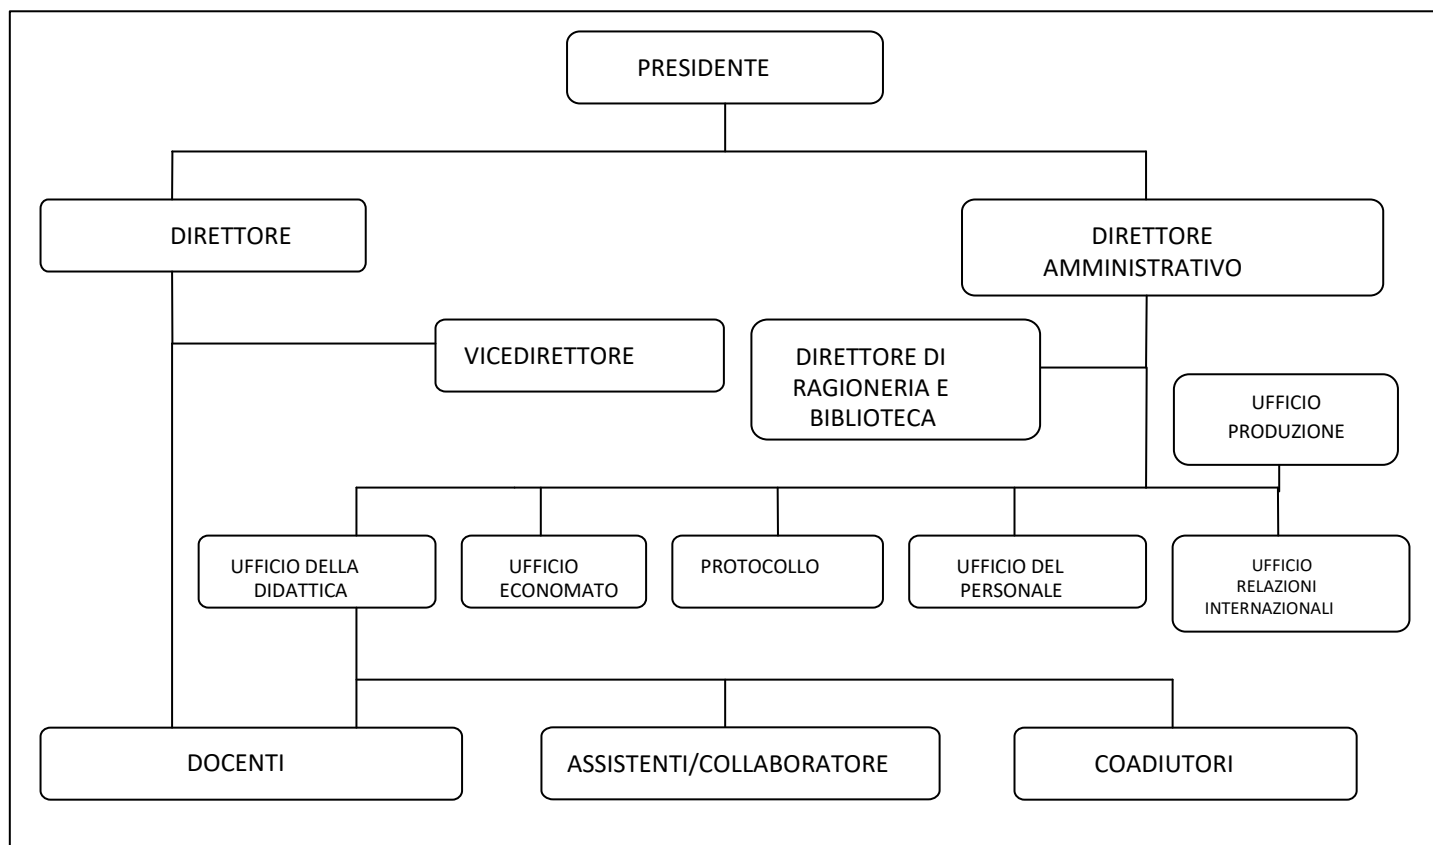 PRESIDENTE
DIRETTORE
DIRETTORE
AMMINISTRATIVO
VICEDIRETTORE
DIRETTORE DI
RAGIONERIA E
BIBLIOTECA
UFFICIO
PRODUZIONE
UFFICIO DELLA
DIDATTICA
UFFICIO
ECONOMATO
PROTOCOLLO
UFFICIO DEL
PERSONALE
UFFICIO
RELAZIONI
INTERNAZIONALI
DOCENTI
ASSISTENTI/COLLABORATORE
COADIUTORI